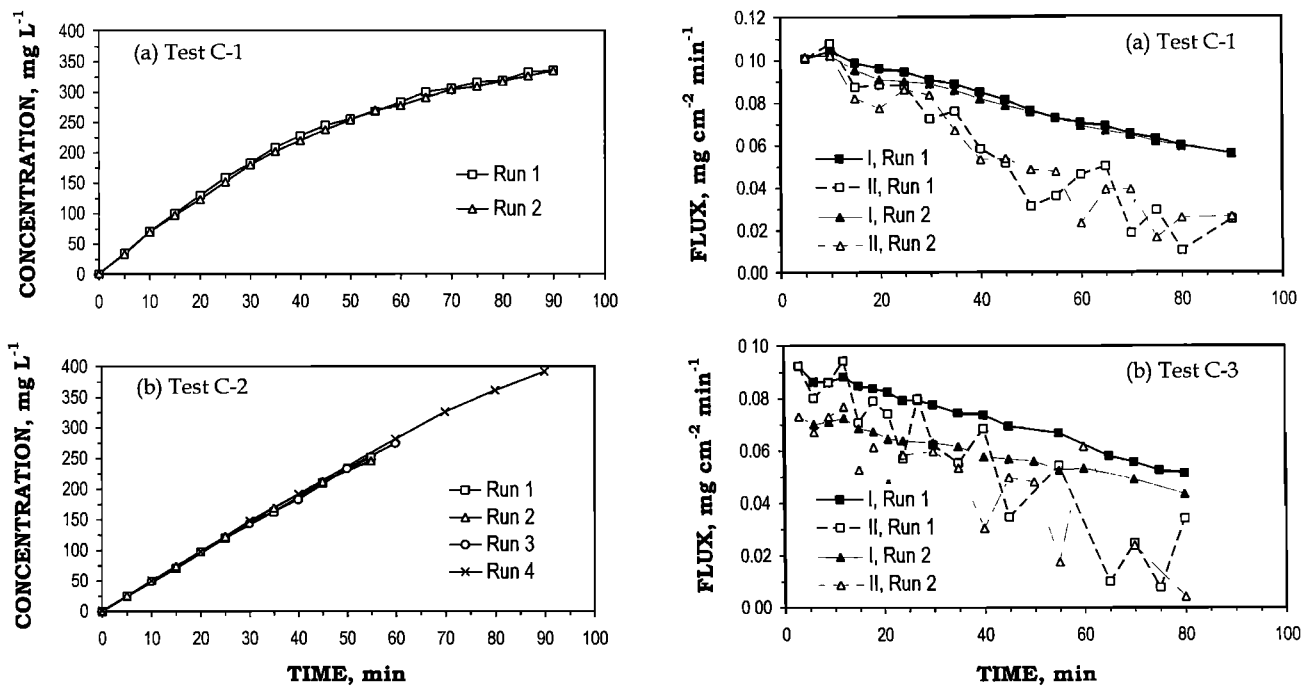 CONCENTRATION, mg L-1
(a) Test C-1
400
350
300
250
200
150
100
50
0
Run 1
Run 2
0 10 20 30 40 50 60 70 80 90 100
CONCENTRATION, mg L-1
(b) Test C-2
400
350
300
250
200
150
100
50
0
Run 1
Run 2
Run 3
Run 4
0 10 20 30 40 50 60 70 80 90 100
TIME, min
FLUX, mg cm-2 min-1
(a) Test C-1
0.12
0.10
0.08
0.06
0.04
0.02
0.00
I, Run 1
II, Run 1
I, Run 2
II, Run 2
0 20 40 60 80 100
FLUX, mg cm-2 min-1
(b) Test C-3
0.10
0.08
0.06
0.04
0.02
0.00
I, Run 1
II, Run 1
I, Run 2
II, Run 2
0 20 40 60 80 100
TIME, min